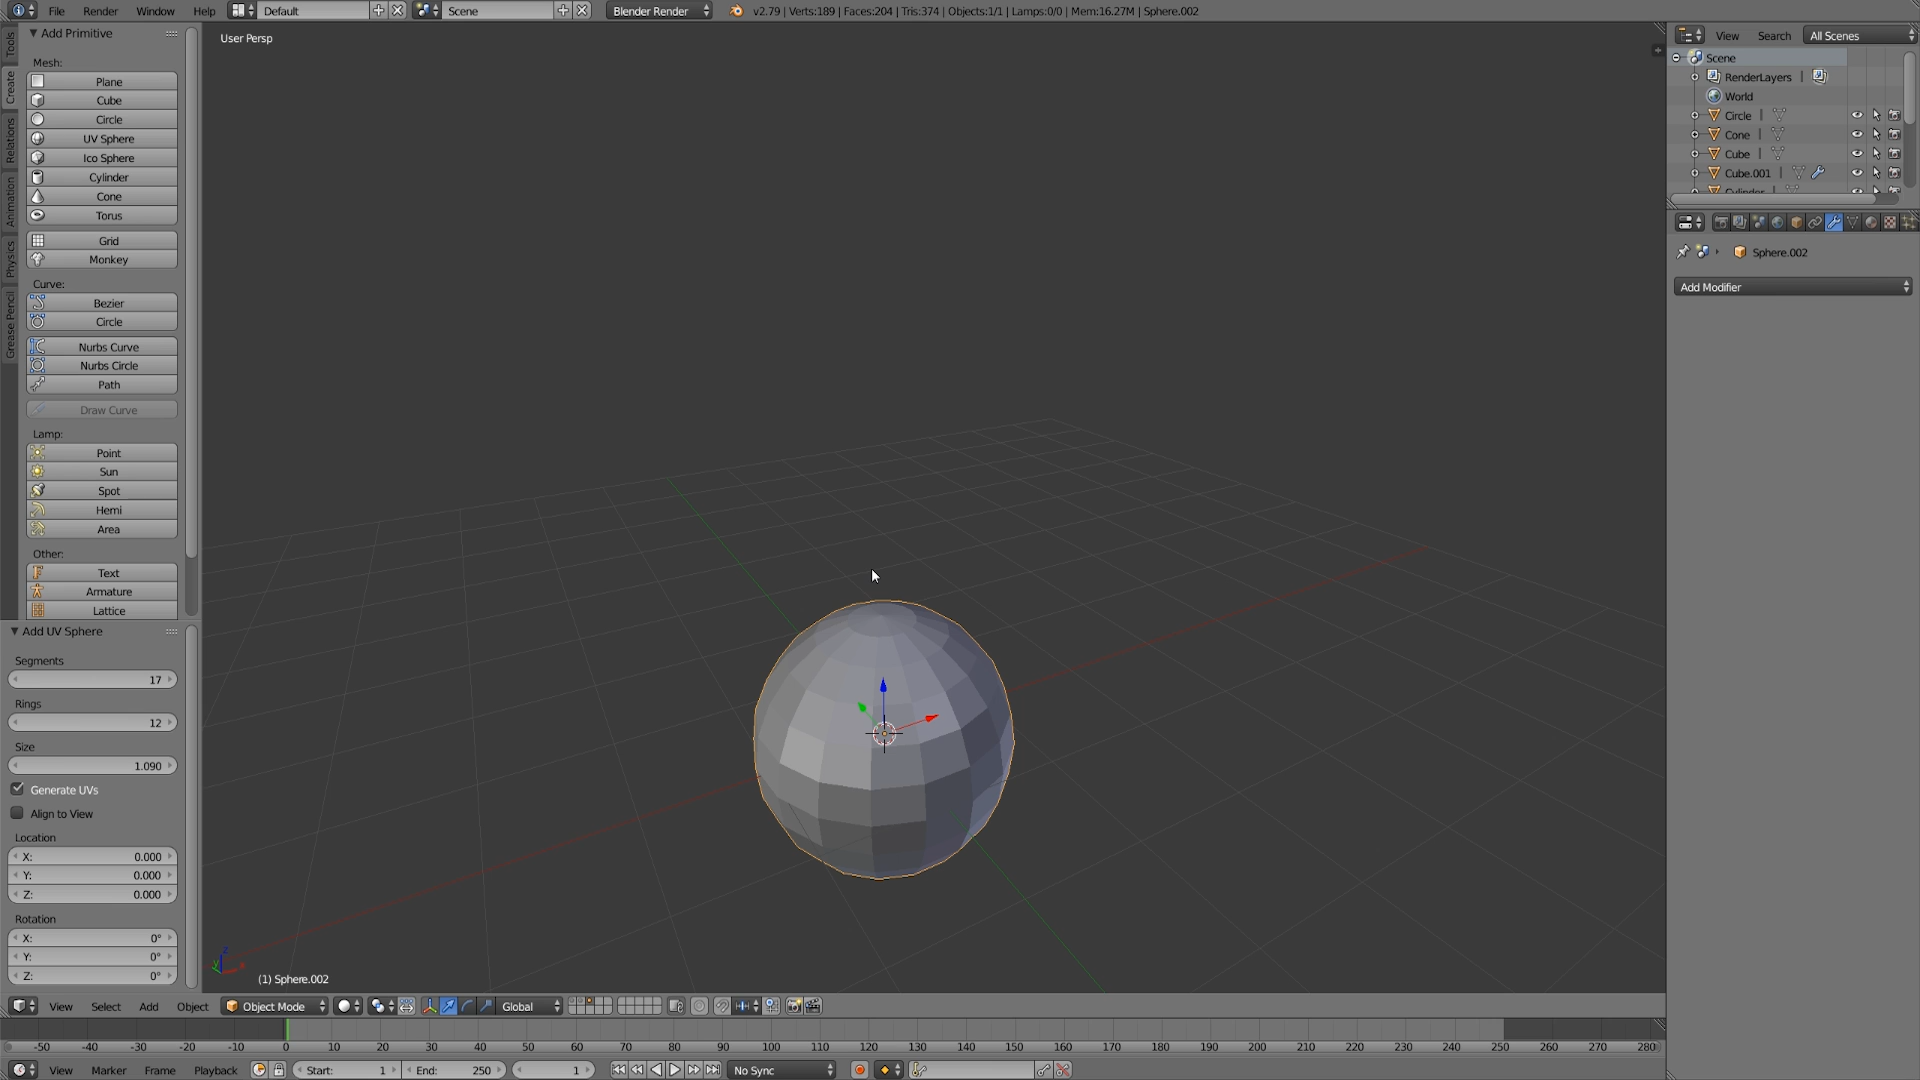 File Render Window Help Default Scene Blender Render v2.79 | Verts:189 | Faces:204 | Tris:374 | Objects:1/1 | Lamps:0/0 | Mem:16.27M | Sphere.002
Tools
Create
Relations
Animation
Physics
Grease Pencil
Add Primitive
Mesh:
Plane
Cube
Circle
UV Sphere
Ico Sphere
Cylinder
Cone
Torus
Grid
Monkey
Curve:
Bezier
Circle
Nurbs Curve
Nurbs Circle
Path
Draw Curve
Lamp:
Point
Sun
Spot
Hemi
Area
Other:
Text
Armature
Lattice
Add UV Sphere
Segments
17
Rings
12
Size
1.090
Generate UVs
Align to View
Location
X: 0.000
Y: 0.000
Z: 0.000
Rotation
X: 0°
Y: 0°
Z: 0°
User Persp
(1) Sphere.002
View Search All Scenes
Scene
RenderLayers |
World
Circle |
Cone |
Cube |
Cube.001 |
Cylinder
Sphere.002
Add Modifier
View Select Add Object Object Mode Global
-50 -40 -30 -20 -10 0 10 20 30 40 50 60 70 80 90 100 110 120 130 140 150 160 170 180 190 200 210 220 230 240 250 260 270 280
View Marker Frame Playback Start: 1 End: 250 1 No Sync